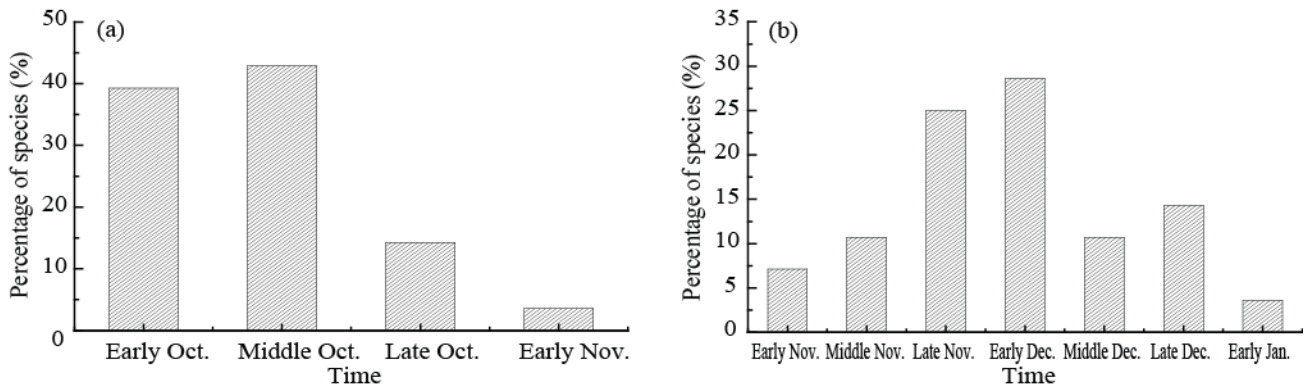 (a)
Percentage of species (%)
50
40
30
20
10
0
Early Oct. Middle Oct. Late Oct. Early Nov.
Time
(b)
Percentage of species (%)
35
30
25
20
15
10
5
0
Early Nov. Middle Nov. Late Nov. Early Dec. Middle Dec. Late Dec. Early Jan.
Time